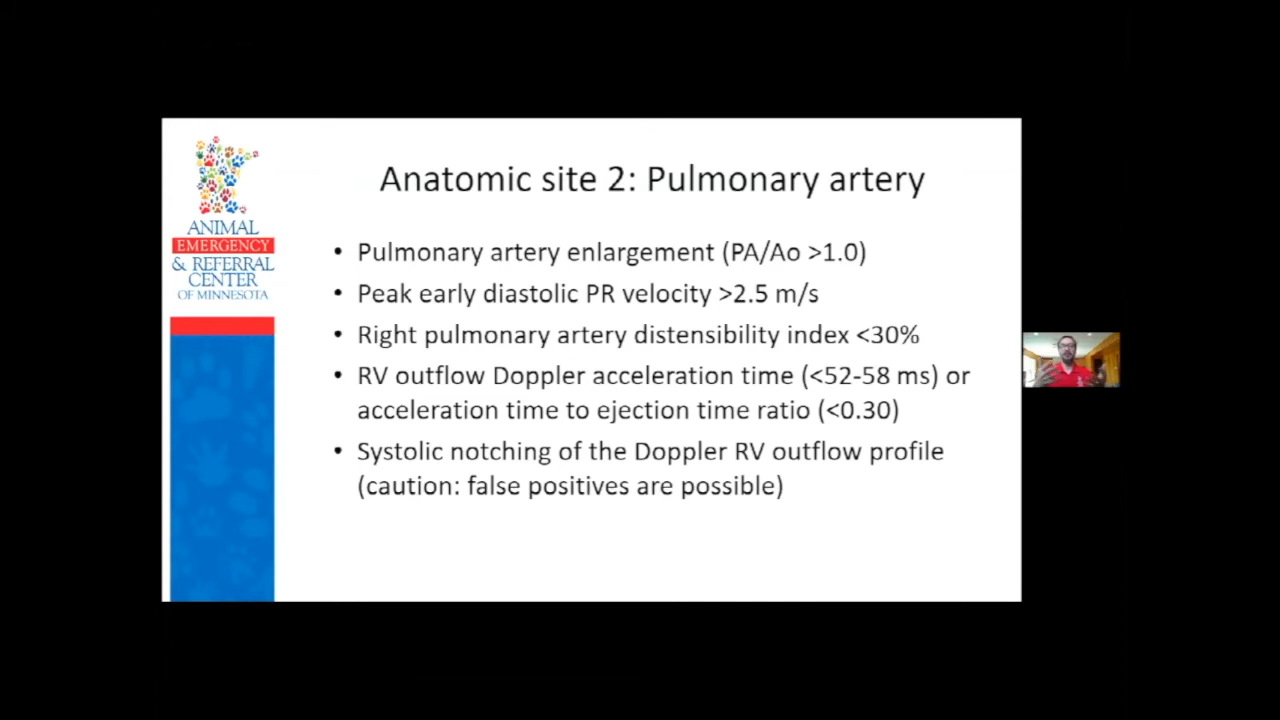 ANIMAL
EMERGENCY
& REFERRAL
CENTER
OF MINNESOTA
Anatomic site 2: Pulmonary artery
• Pulmonary artery enlargement (PA/Ao >1.0)
• Peak early diastolic PR velocity >2.5 m/s
• Right pulmonary artery distensibility index <30%
• RV outflow Doppler acceleration time (<52-58 ms) or
acceleration time to ejection time ratio (<0.30)
• Systolic notching of the Doppler RV outflow profile
(caution: false positives are possible)